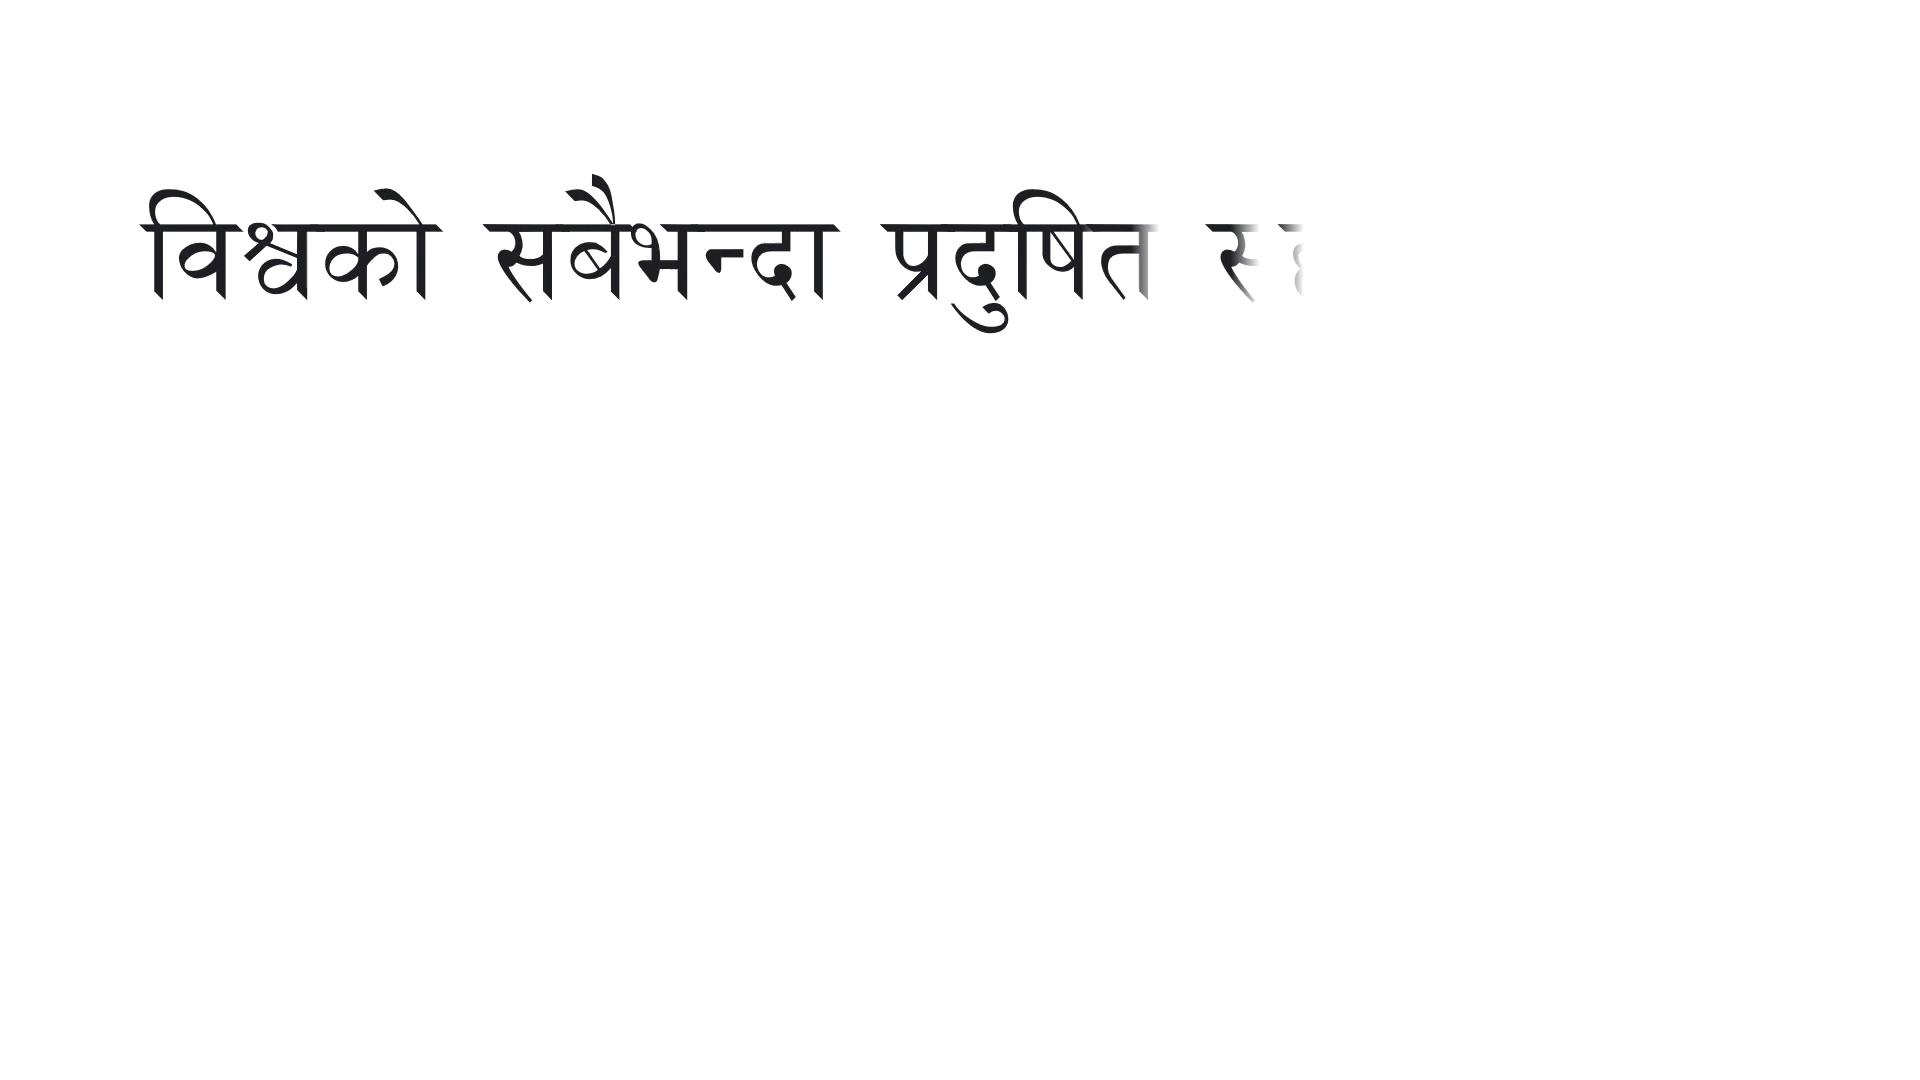 विश्वको सबैभन्दा प्रदुषित